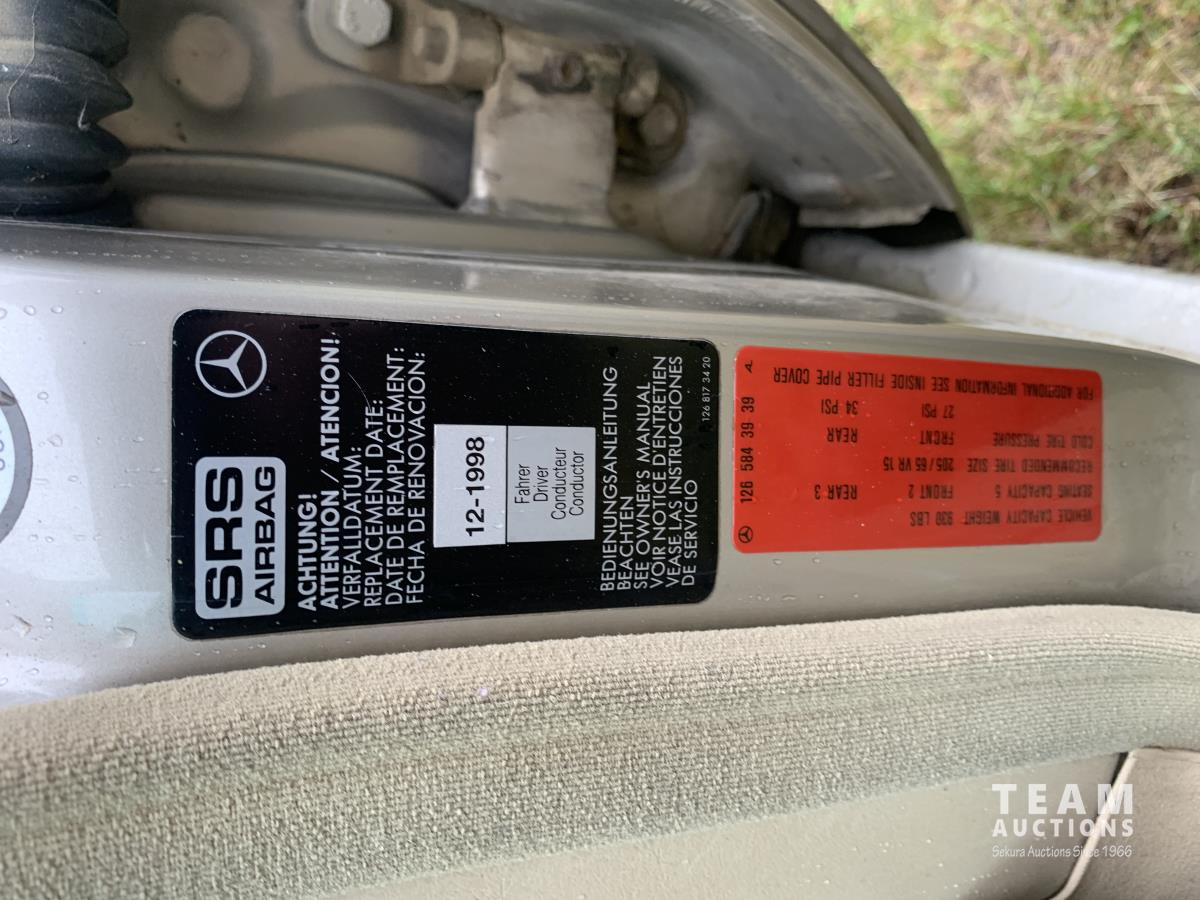 SRS
AIRBAG
ACHTUNG!
ATTENTION / ATENCION!
VERFALLDATUM:
REPLACEMENT DATE:
DATE DE REMPLACEMENT:
FECHA DE RENOVACION:
12-1998
Fahrer
Driver
Conducteur
Conductor
BEDIENUNGSANLEITUNG
BEACHTEN
SEE OWNER'S MANUAL
VOIR NOTICE D'ENTRETIEN
VEASE LAS INSTRUCCIONES
DE SERVICIO
126 817 34 20
126 584 39 39
VEHICLE CAPACITY WEIGHT 930 LBS
SEATING CAPACITY 5 FRONT 2 REAR 3
RECOMMENDED TIRE SIZE 205/65 VR 15
COLD TIRE PRESSURE FRONT REAR
27 PSI 34 PSI
FOR ADDITIONAL INFORMATION SEE INSIDE FILLER PIPE COVER
TEAM
AUCTIONS
Sekura Auctions Since 1966